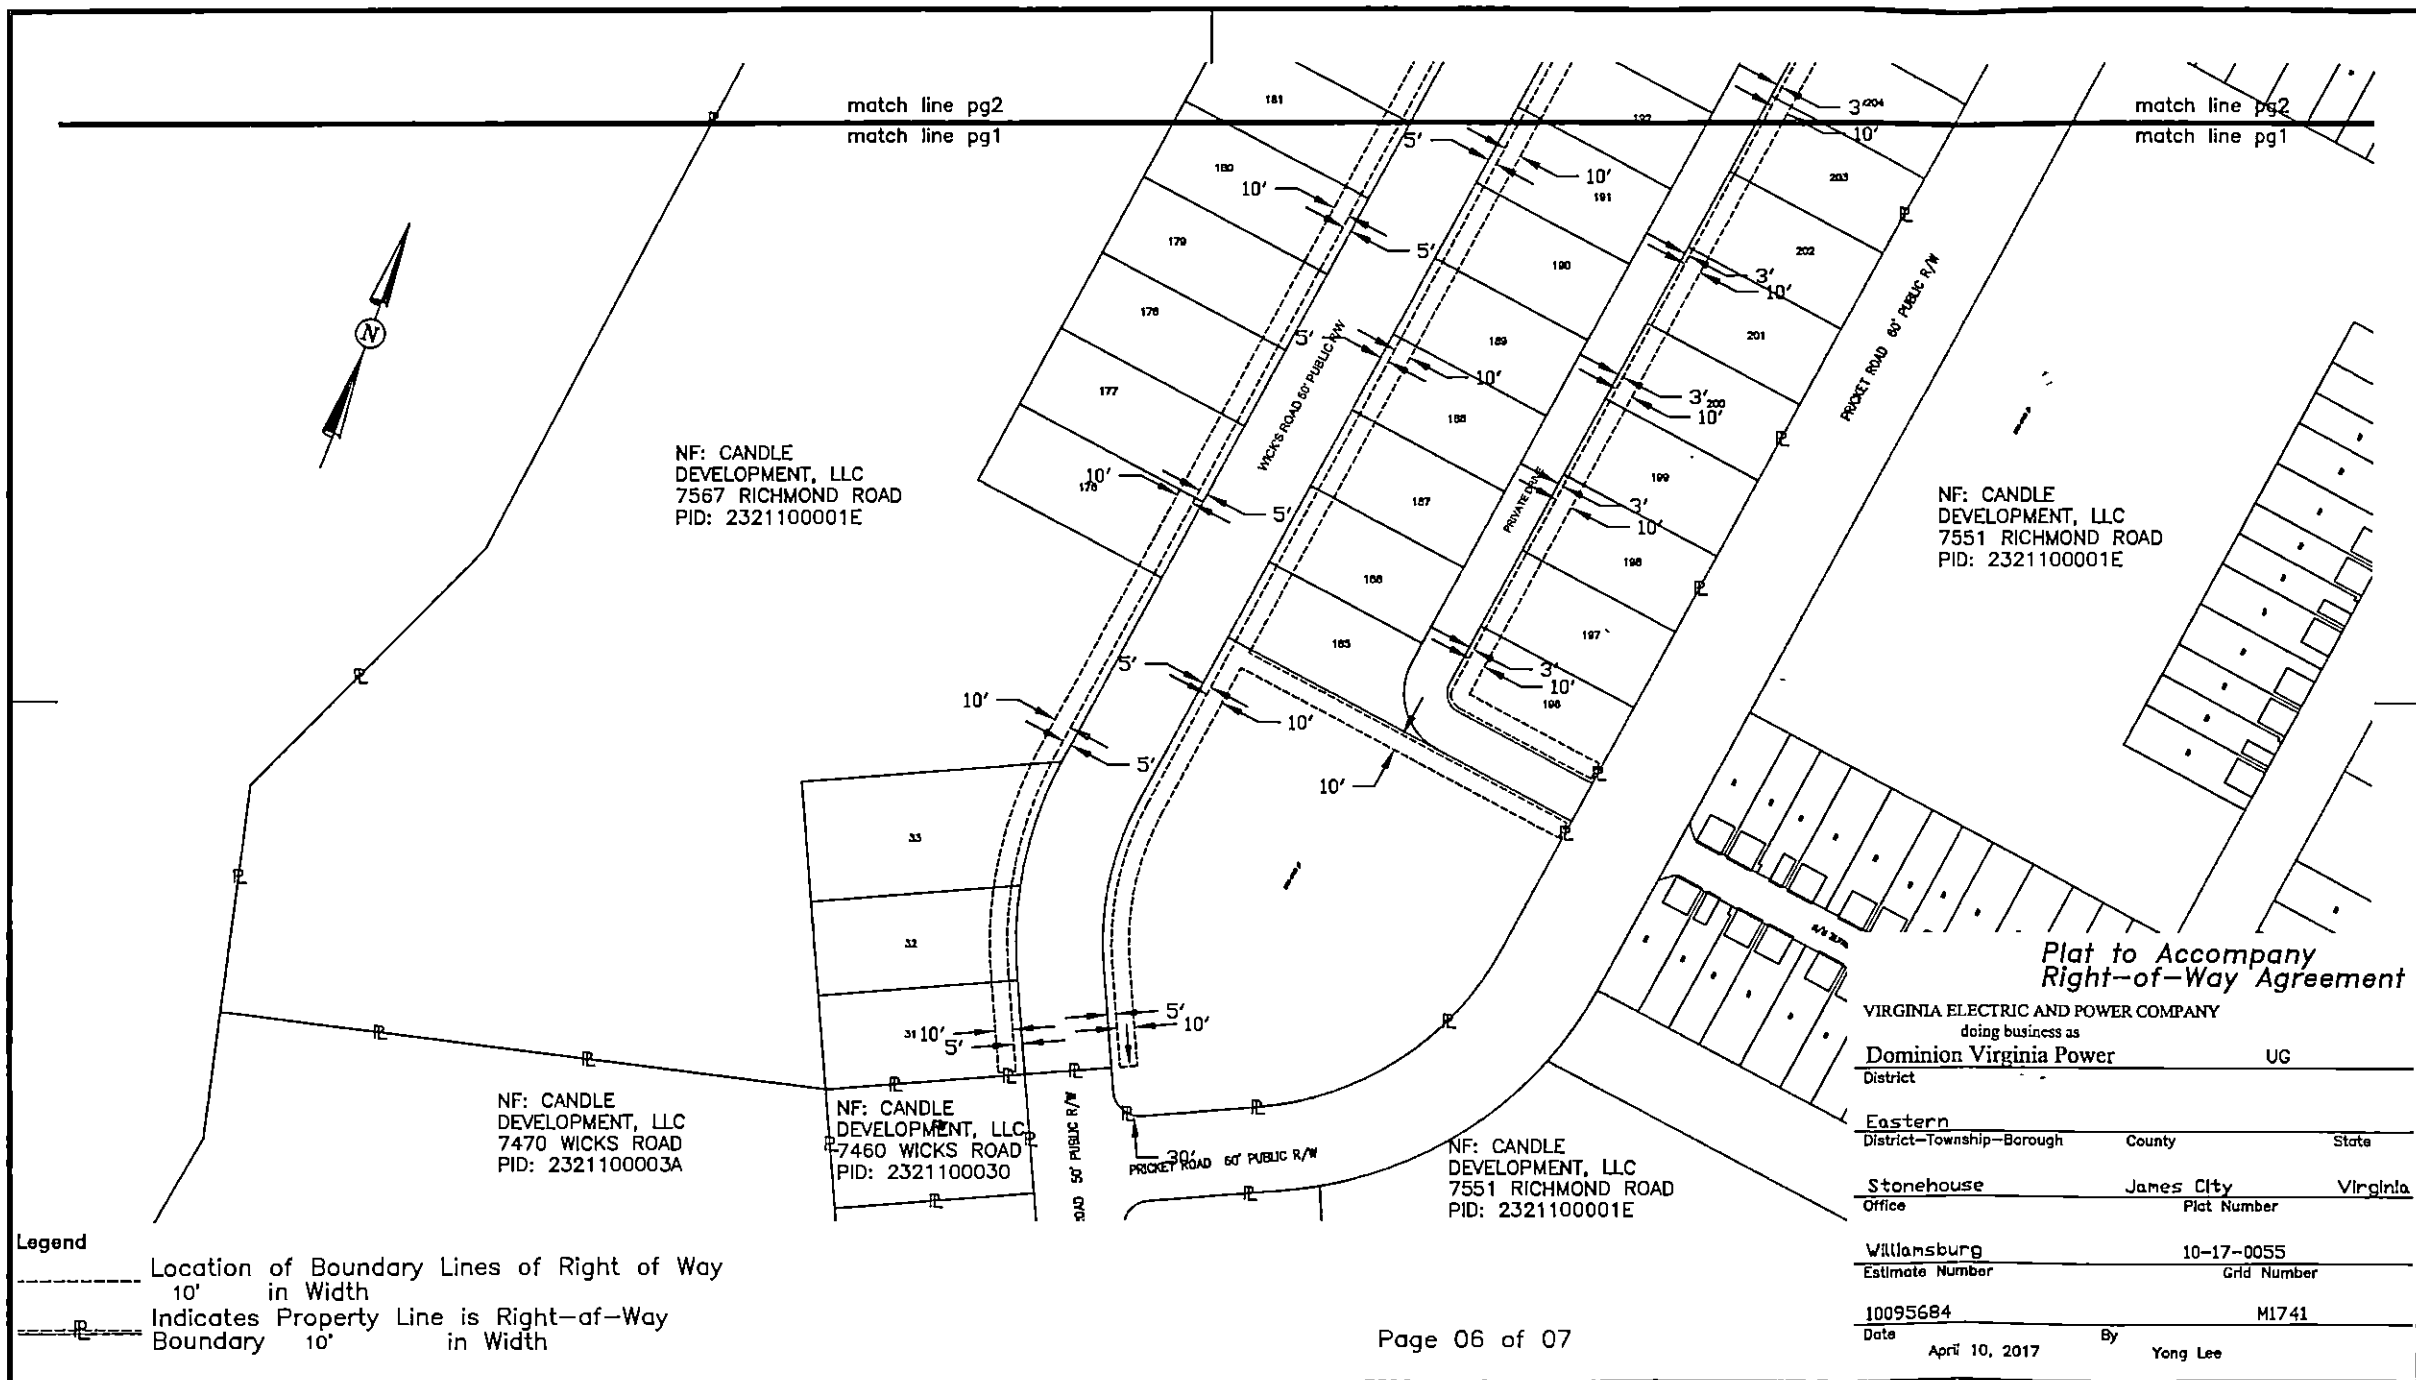 match line pg2
match line pg1
match line pg2
match line pg1
181
180
179
178
177
176
192
191
190
189
188
187
186
185
204
203
202
201
200
199
198
197
196
33
32
31
10'
5'
5'
10'
3'
10'
3'
10'
5'
10'
3'
10'
10'
5'
3'
10'
5'
10'
3'
10'
10'
5'
10'
10'
5'
5'
10'
30'
N
WICK'S ROAD 50' PUBLIC R/W
PRIVATE DRIVE
PRICKET ROAD 60' PUBLIC R/W
NF: CANDLE
DEVELOPMENT, LLC
7567 RICHMOND ROAD
PID: 2321100001E
NF: CANDLE
DEVELOPMENT, LLC
7551 RICHMOND ROAD
PID: 2321100001E
NF: CANDLE
DEVELOPMENT, LLC
7470 WICKS ROAD
PID: 2321100003A
NF: CANDLE
DEVELOPMENT, LLC
7460 WICKS ROAD
PID: 2321100030
OAD 50' PUBLIC R/W
PRICKET ROAD 60' PUBLIC R/W
NF: CANDLE
DEVELOPMENT, LLC
7551 RICHMOND ROAD
PID: 2321100001E
Plat to Accompany
Right-of-Way Agreement
VIRGINIA ELECTRIC AND POWER COMPANY
doing business as
Dominion Virginia Power UG
District
Eastern
District-Township-Borough County State
Stonehouse James City Virginia
Office Plat Number
Williamsburg 10-17-0055
Estimate Number Grid Number
10095684 M1741
Date By
April 10, 2017 Yong Lee
Legend
Location of Boundary Lines of Right of Way
10' in Width
Indicates Property Line is Right-of-Way
Boundary 10' in Width
Page 06 of 07